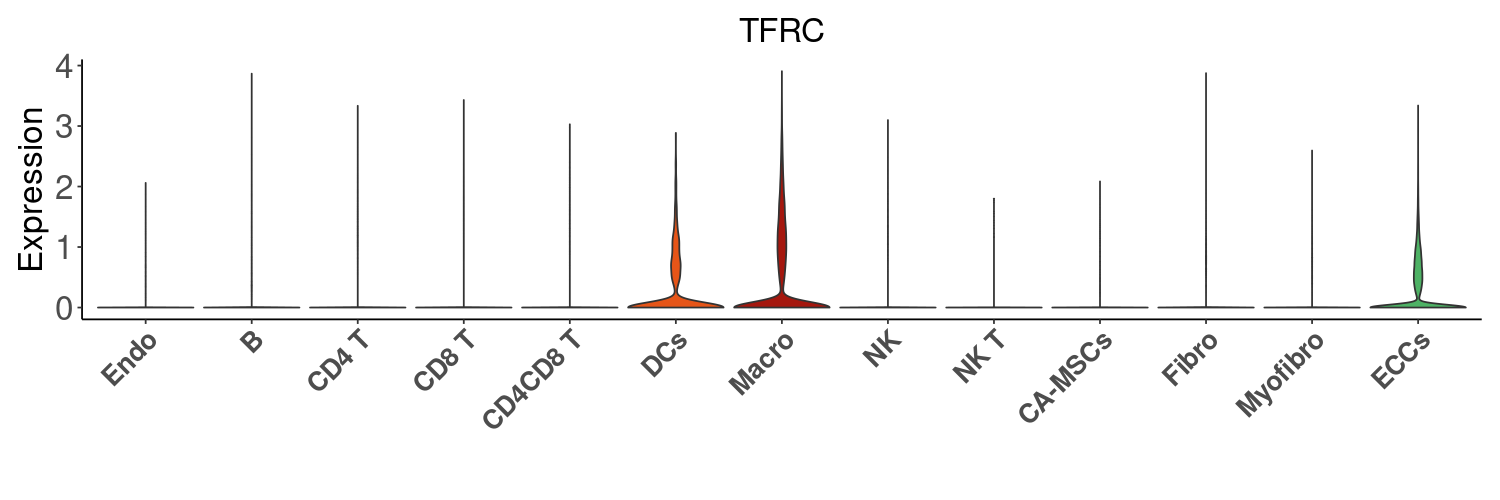 TFRC
Expression
4
3
2
1
0
Endo
B
CD4 T
CD8 T
CD4CD8 T
DCs
Macro
NK
NK T
CA-MSCs
Fibro
Myofibro
ECCs